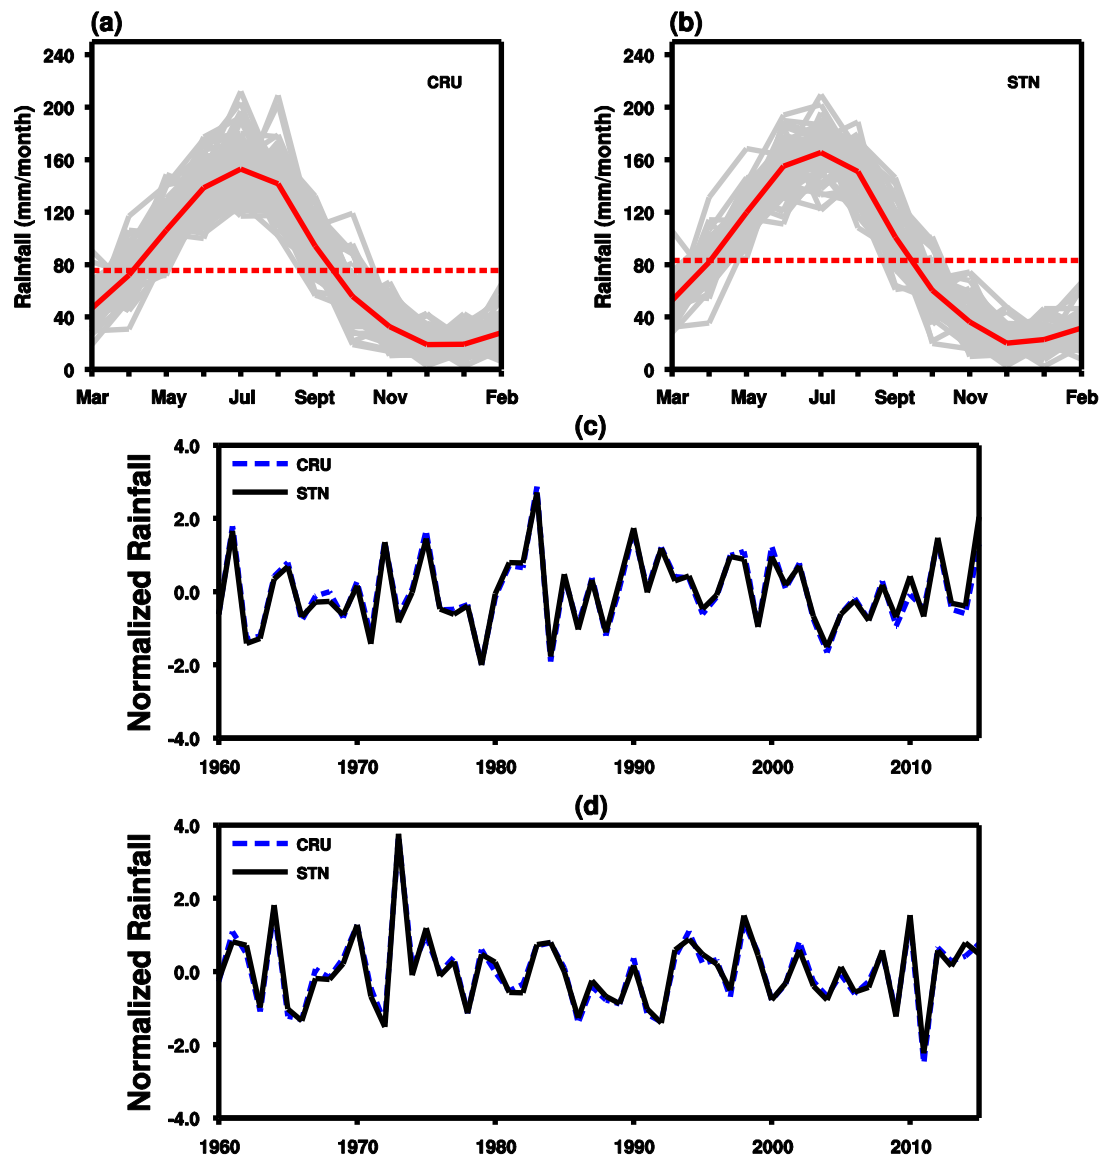 (a)
(b)
240
200
160
120
80
40
0
Rainfall (mm/month)
CRU
Mar May Jul Sept Nov Feb
240
200
160
120
80
40
0
Rainfall (mm/month)
STN
Mar May Jul Sept Nov Feb
(c)
4.0
2.0
0.0
-2.0
-4.0
Normalized Rainfall
CRU
STN
1960 1970 1980 1990 2000 2010
(d)
4.0
2.0
0.0
-2.0
-4.0
Normalized Rainfall
CRU
STN
1960 1970 1980 1990 2000 2010